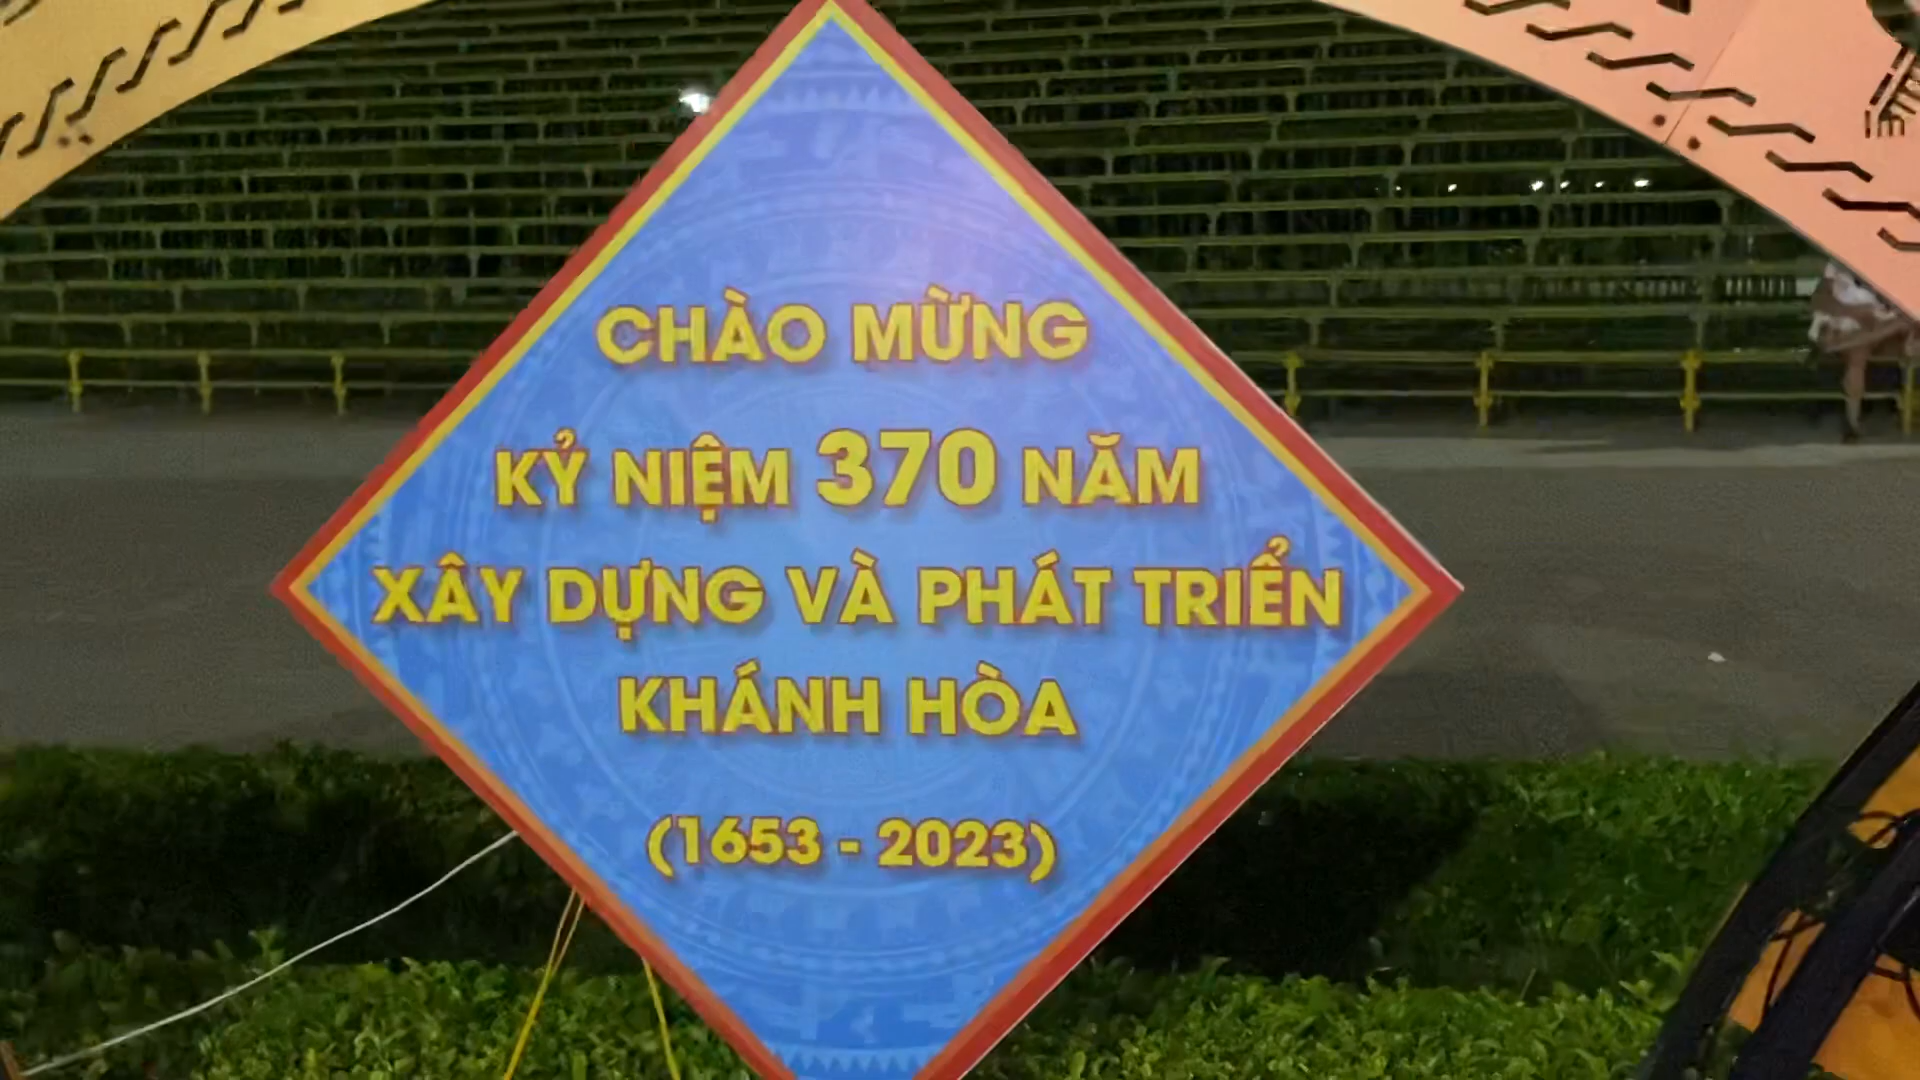 CHÀO MỪNG
KỶ NIỆM 370 NĂM
XÂY DỰNG VÀ PHÁT TRIỂN
KHÁNH HÒA
(1653 - 2023)